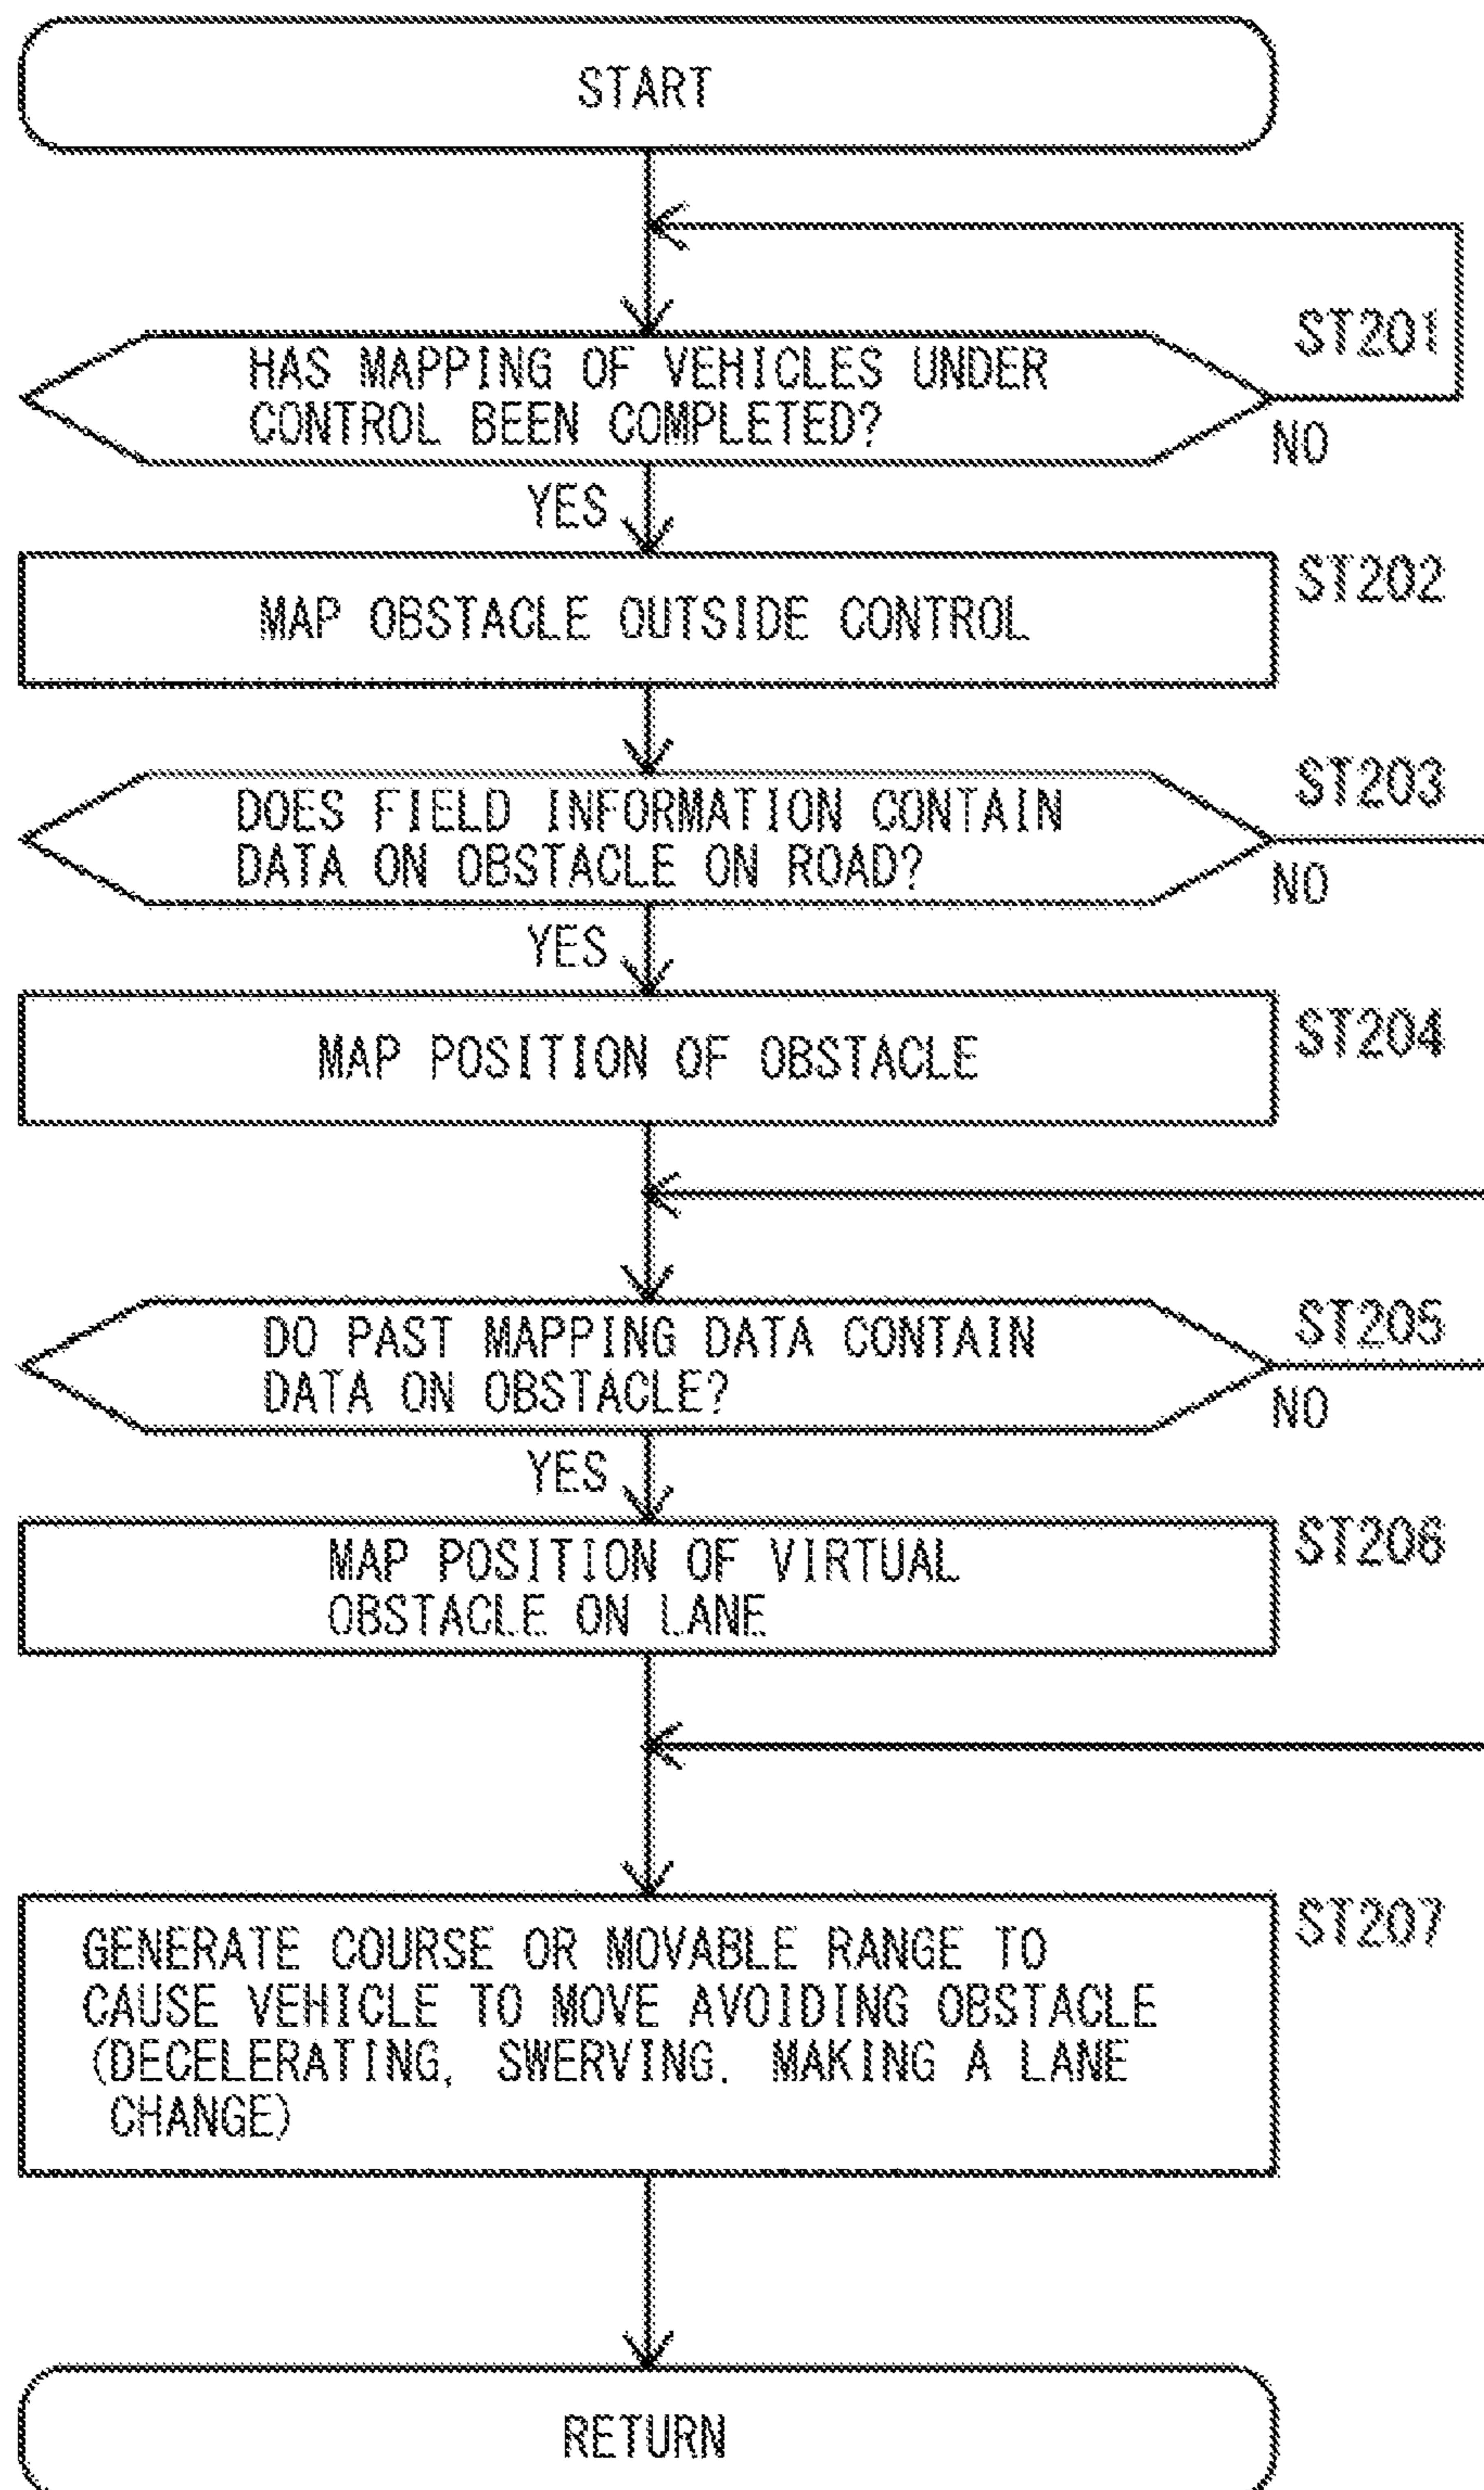 START
HAS MAPPING OF VEHICLES UNDER
CONTROL BEEN COMPLETED?
ST201
NO
YES
MAP OBSTACLE OUTSIDE CONTROL
ST202
DOES FIELD INFORMATION CONTAIN
DATA ON OBSTACLE ON ROAD?
ST203
NO
YES
MAP POSITION OF OBSTACLE
ST204
DO PAST MAPPING DATA CONTAIN
DATA ON OBSTACLE?
ST205
NO
YES
MAP POSITION OF VIRTUAL
OBSTACLE ON LANE
ST206
GENERATE COURSE OR MOVABLE RANGE TO
CAUSE VEHICLE TO MOVE AVOIDING OBSTACLE
(DECELERATING, SWERVING, MAKING A LANE
CHANGE)
ST207
RETURN